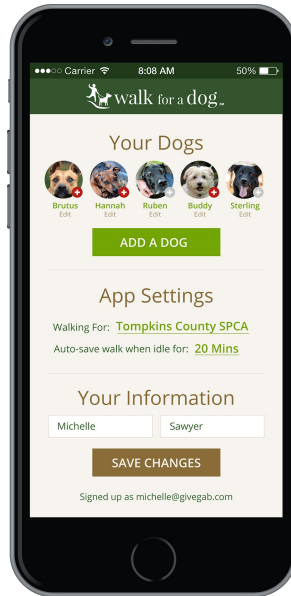 Carrier 8:08 AM 50%
walk for a dog™
Your Dogs
Brutus Hannah Ruben Buddy Sterling
Edit Edit Edit Edit Edit
ADD A DOG
App Settings
Walking For: Tompkins County SPCA
Auto-save walk when idle for: 20 Mins
Your Information
Michelle Sawyer
SAVE CHANGES
Signed up as michelle@givegab.com